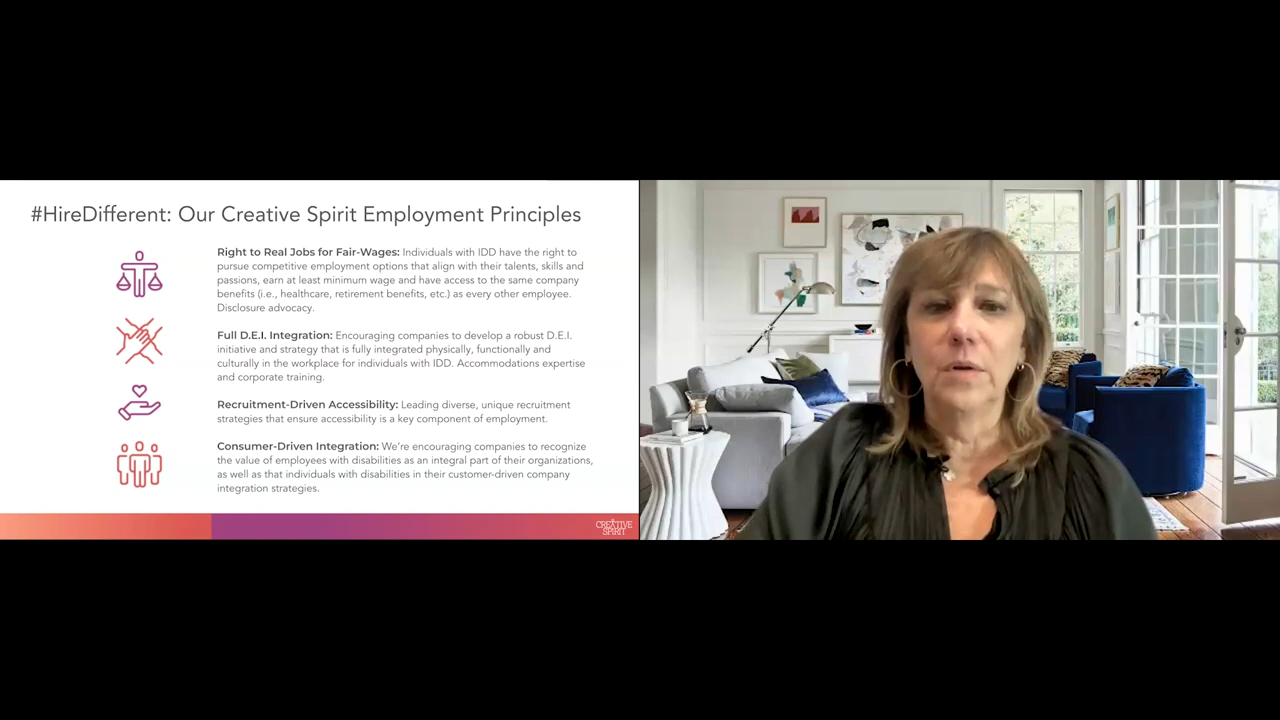 #HireDifferent: Our Creative Spirit Employment Principles
Right to Real Jobs for Fair-Wages: Individuals with IDD have the right to
pursue competitive employment options that align with their talents, skills and
passions, earn at least minimum wage and have access to the same company
benefits (i.e., healthcare, retirement benefits, etc.) as every other employee.
Disclosure advocacy.
Full D.E.I. Integration: Encouraging companies to develop a robust D.E.I.
initiative and strategy that is fully integrated physically, functionally and
culturally in the workplace for individuals with IDD. Accommodations expertise
and corporate training.
Recruitment-Driven Accessibility: Leading diverse, unique recruitment
strategies that ensure accessibility is a key component of employment.
Consumer-Driven Integration: We’re encouraging companies to recognize
the value of employees with disabilities as an integral part of their organizations,
as well as that individuals with disabilities in their customer-driven company
integration strategies.
CREATIVE
SPIRIT